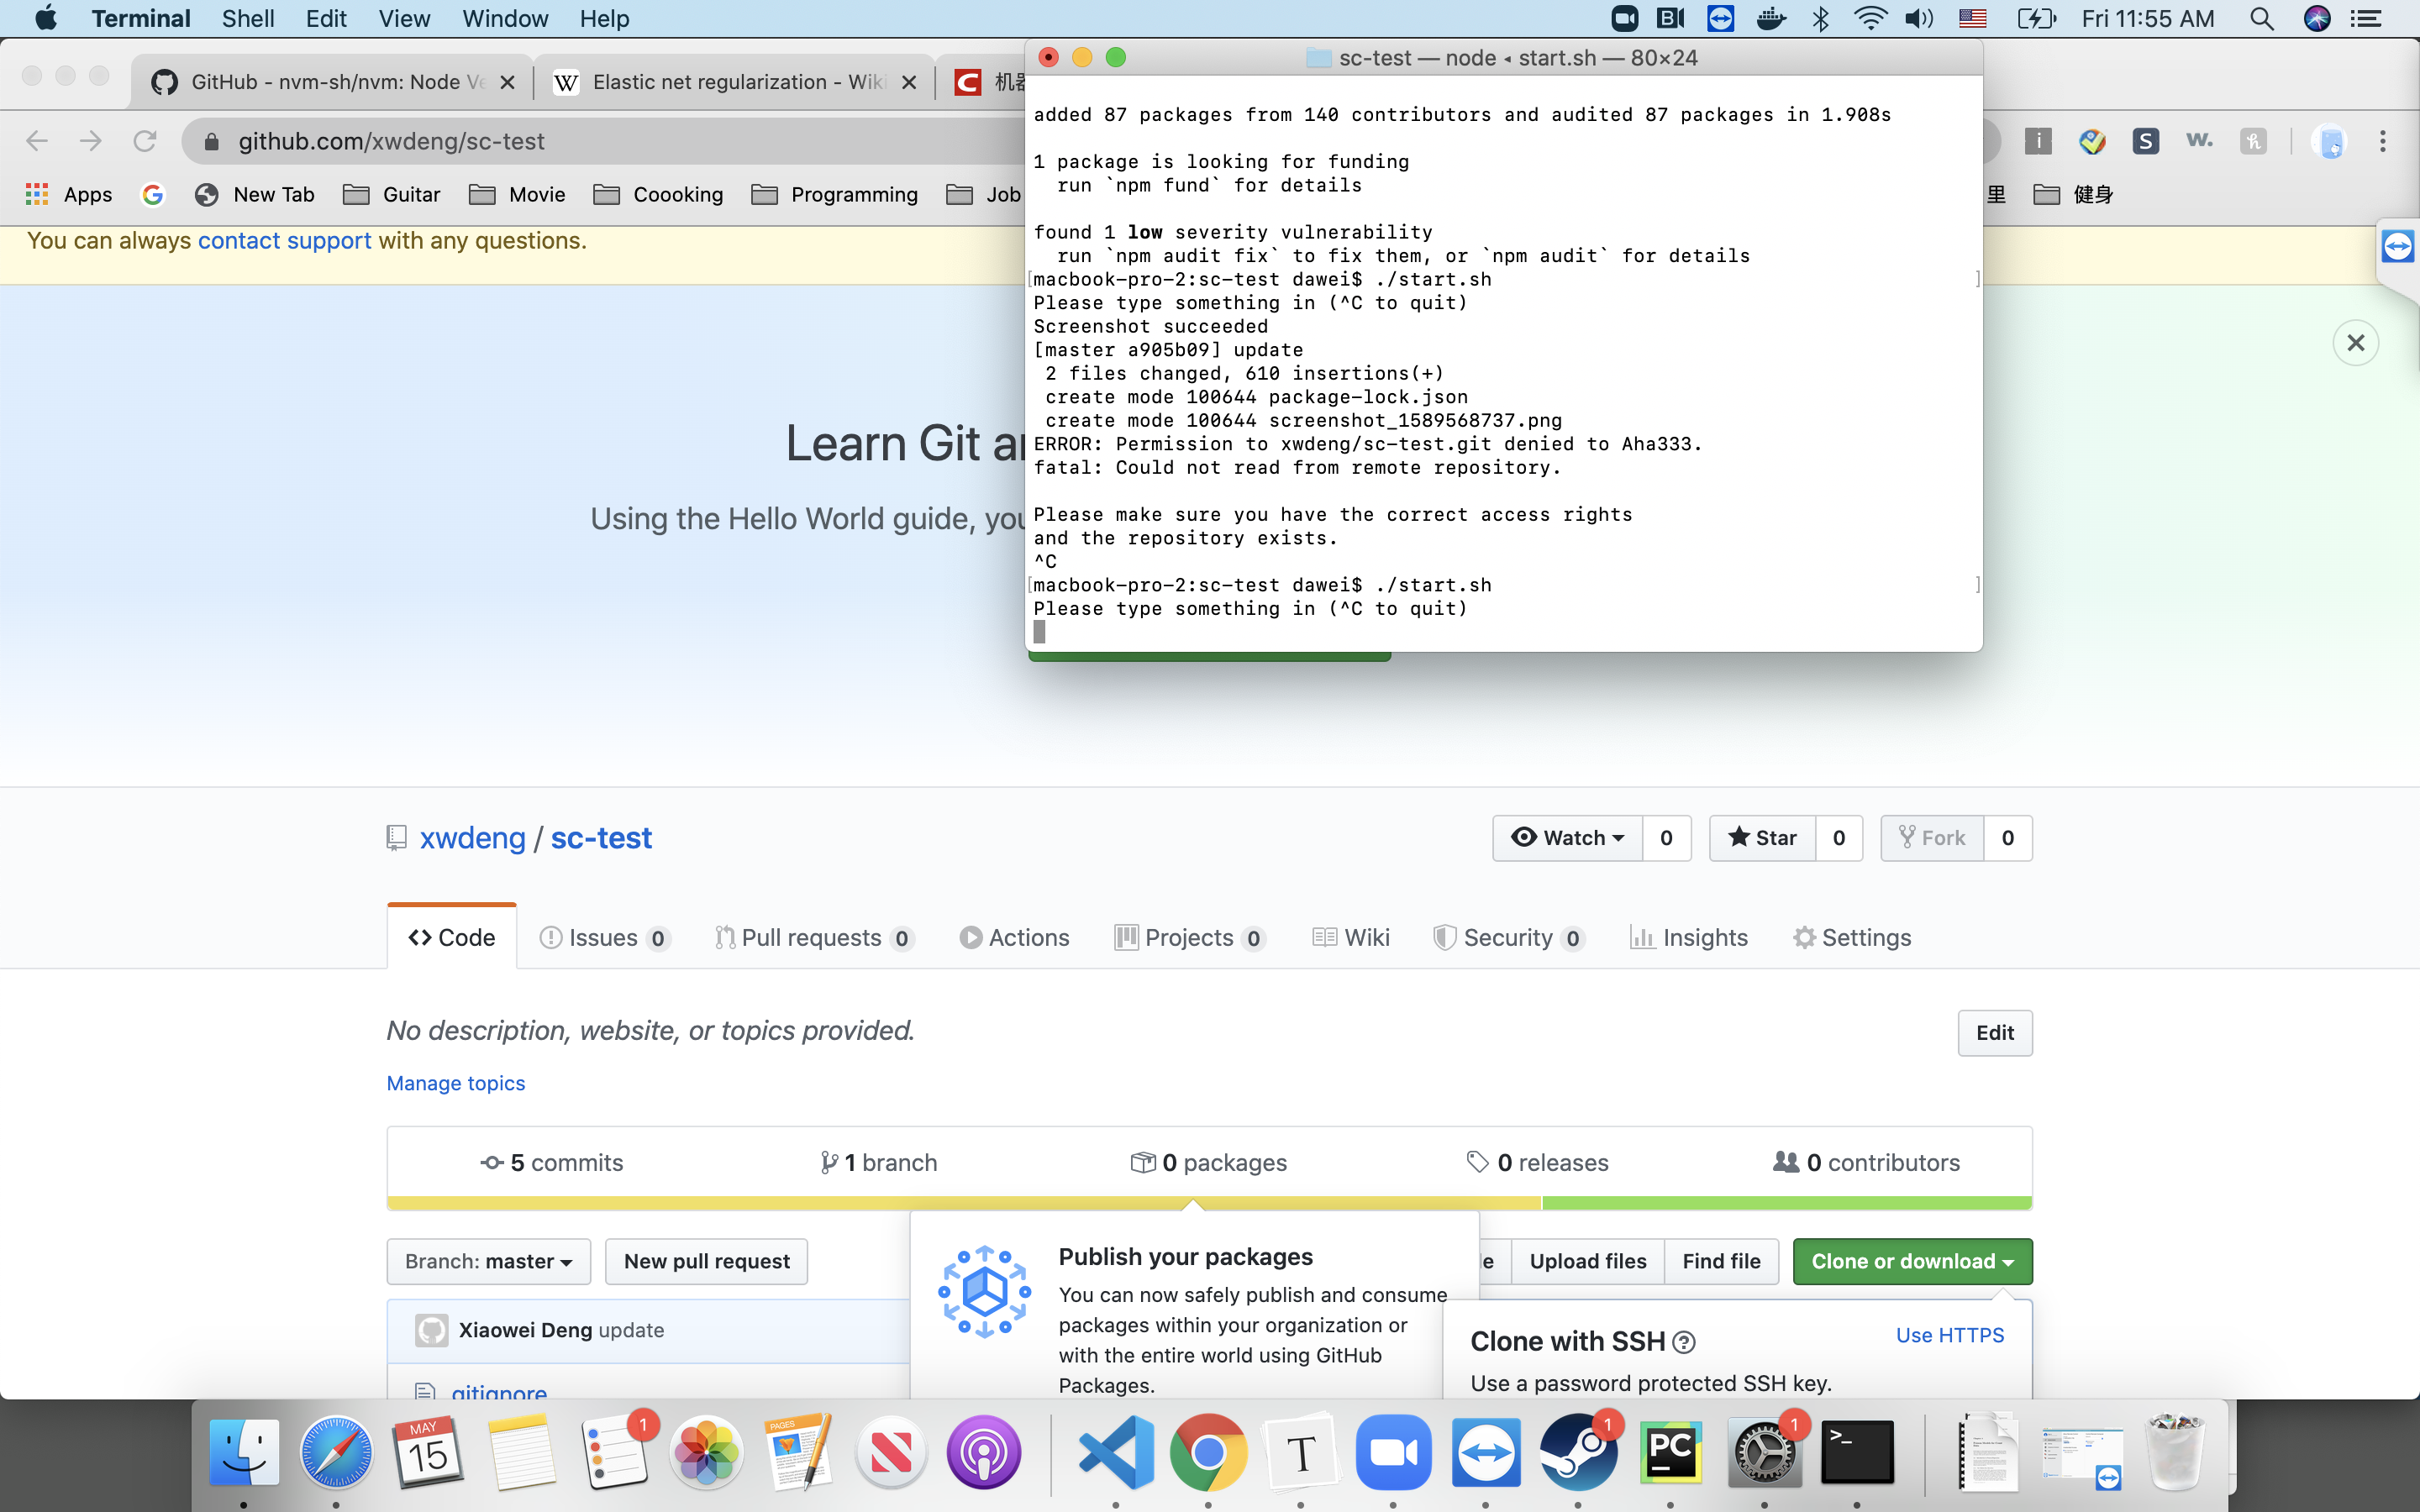 Terminal Shell Edit View Window Help Fri 11:55 AM
GitHub - nvm-sh/nvm: Node Ve
Elastic net regularization - Wiki
sc-test — node ◂ start.sh — 80×24
github.com/xwdeng/sc-test
Apps New Tab Guitar Movie Coooking Programming Job 里 健身
You can always contact support with any questions.
added 87 packages from 140 contributors and audited 87 packages in 1.908s
1 package is looking for funding
run `npm fund` for details
found 1 low severity vulnerability
run `npm audit fix` to fix them, or `npm audit` for details
[macbook-pro-2:sc-test dawei$ ./start.sh ]
Please type something in (^C to quit)
Screenshot succeeded
[master a905b09] update
2 files changed, 610 insertions(+)
create mode 100644 package-lock.json
create mode 100644 screenshot_1589568737.png
ERROR: Permission to xwdeng/sc-test.git denied to Aha333.
fatal: Could not read from remote repository.
Please make sure you have the correct access rights
and the repository exists.
^C
[macbook-pro-2:sc-test dawei$ ./start.sh ]
Please type something in (^C to quit)
Learn Git a
Using the Hello World guide, you
xwdeng / sc-test
Watch 0 Star 0 Fork 0
Code Issues 0 Pull requests 0 Actions Projects 0 Wiki Security 0 Insights Settings
No description, website, or topics provided.
Edit
Manage topics
5 commits 1 branch 0 packages 0 releases 0 contributors
Branch: master New pull request Upload files Find file Clone or download
Publish your packages
You can now safely publish and consume
packages within your organization or
with the entire world using GitHub
Packages.
Xiaowei Deng update
Clone with SSH Use HTTPS
Use a password protected SSH key.
gitignore
MAY
15
1
PAGES
T
1
PC
1
>_